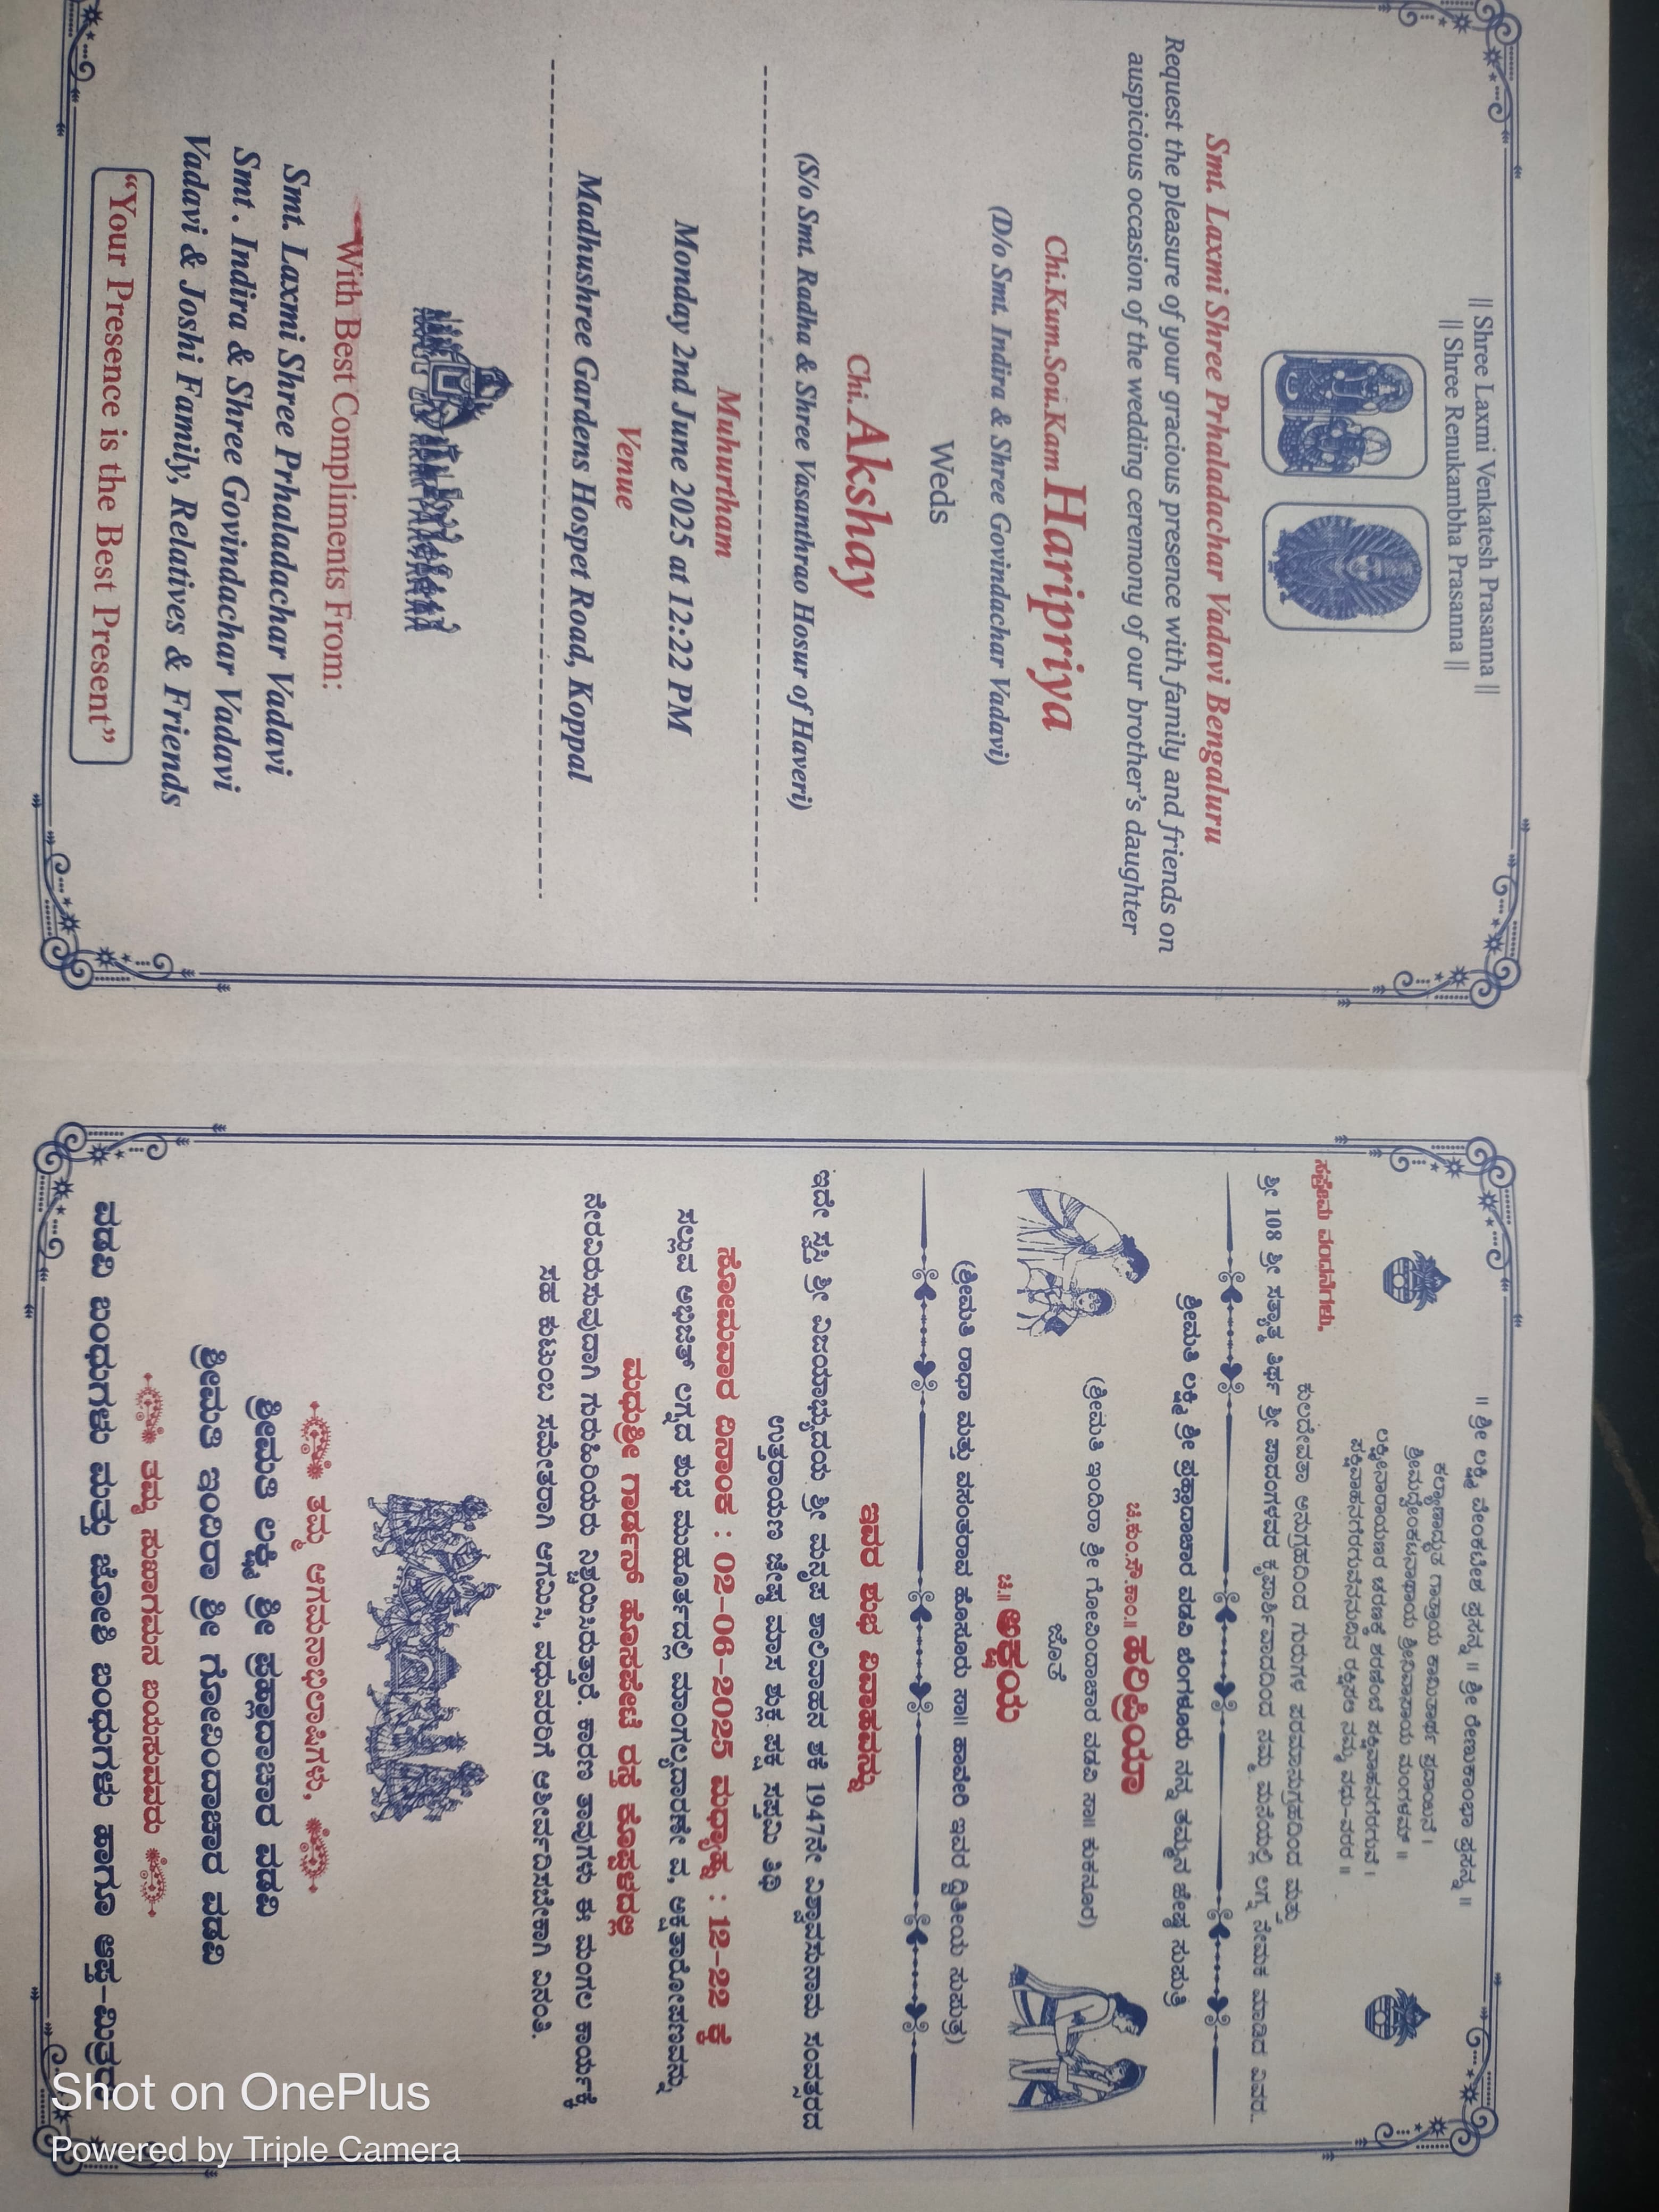 || Shree Laxmi Venkatesh Prasanna ||
|| Shree Renukambha Prasanna ||
Smt. Laxmi Shree Prhaladachar Vadavi Bengaluru
Request the pleasure of your gracious presence with family and friends on
auspicious occasion of the wedding ceremony of our brother's daughter
Chi.Kum.Sou.Kam Haripriya
(D/o Smt. Indira & Shree Govindachar Vadavi)
Weds
Chi. Akshay
(S/o Smt. Radha & Shree Vasanthrao Hosur of Haveri)
Muhurtham
Monday 2nd June 2025 at 12:22 PM
Venue
Madhushree Gardens Hospet Road, Koppal
With Best Compliments From:
Smt. Laxmi Shree Prhaladachar Vadavi
Smt . Indira & Shree Govindachar Vadavi
Vadavi & Joshi Family, Relatives & Friends
"Your Presence is the Best Present"
|| ಶ್ರೀ ಲಕ್ಷ್ಮಿ ವೇಂಕಟೇಶ ಪ್ರಸನ್ನ || ಶ್ರೀ ರೇಣುಕಾಂಭಾ ಪ್ರಸನ್ನ ||
ಕಲ್ಯಾಣಾದ್ಭುತ ಗಾತ್ರಾಯ ಕಾಮಿತಾರ್ಥ ಪ್ರದಾಯಿನೆ |
ಶ್ರೀಮದ್ವೇಂಕಟನಾಥಾಯ ಶ್ರೀನಿವಾಸಾಯ ಮಂಗಳಮ್ ||
ಲಕ್ಷ್ಮೀನಾರಾಯಣರ ಚರಣಕ್ಕೆ ಶರಣೆಂಬೆ ಪಕ್ಷಿವಾಹನಗೆರಗುವೆ |
ಪಕ್ಷಿವಾಹನಗೆರಗುವೆನನುದಿನ ರಕ್ಷಿಸಲಿ ನಮ್ಮ ವಧು-ವರರ ||
ಸಪ್ರೇಮ ವಂದನೆಗಳು.
ಕುಲದೇವತಾ ಅನುಗ್ರಹದಿಂದ ಗುರುಗಳ ಪರಮಾನುಗ್ರಹದಿಂದ ಮತ್ತು
ಶ್ರೀ 108 ಶ್ರೀ ಸತ್ಯಾತ್ಮ ತಿರ್ಥ ಶ್ರೀ ಪಾದಂಗಳವರ ಕೃಪಾರ್ಶಿವಾದದಿಂದ ನಮ್ಮ ಮನೆಯಲ್ಲಿ ಲಗ್ನ ನೇಮಕ ಮಾಡಿದ ವಿವರ..
ಶ್ರೀಮತಿ ಲಕ್ಷ್ಮಿ ಶ್ರೀ ಪ್ರಹ್ಲಾದಾಚಾರ ವಡವಿ ಬೆಂಗಳೂರು ನನ್ನ ತಮ್ಮನ ಜೇಷ್ಠ ಸುಪುತ್ರಿ
ಚಿ.ಕುಂ.ಸೌ.ಕಾಂ.|| ಹರಿಪ್ರಿಯಾ
(ಶ್ರೀಮತಿ ಇಂದಿರಾ ಶ್ರೀ ಗೋವಿಂದಾಚಾರ ವಡವಿ ಸಾ|| ಕುಕನೂರ)
ಜೊತೆ
ಚಿ.|| ಅಕ್ಷಯ
(ಶ್ರೀಮತಿ ರಾಧಾ ಮತ್ತು ವಸಂತರಾವ ಹೊಸೂರು ಸಾ|| ಹಾವೇರಿ ಇವರ ದ್ವಿತೀಯ ಸುಪುತ್ರ)
ಇವರ ಶುಭ ವಿವಾಹವನ್ನು
ಇದೇ ಸ್ವಸ್ತಿ ಶ್ರೀ ವಿಜಯಾಭ್ಯುದಯ ಶ್ರೀ ಮನೃಪ ಶಾಲಿವಾಹನ ಶಕೆ 1947ನೇ ವಿಶ್ವಾವಸುನಾಮ ಸಂವತ್ಸರದ
ಉತ್ತರಾಯಣ ಜೇಷ್ಠ ಮಾಸ ಶುಕ್ಲ ಪಕ್ಷ ಸಪ್ತಮಿ ತಿಥಿ
ಸೋಮವಾರ ದಿನಾಂಕ : 02-06-2025 ಮಧ್ಯಾಹ್ನ : 12-22 ಕ್ಕೆ
ಸಲ್ಲುವ ಅಭಿಜಿತ್ ಲಗ್ನದ ಶುಭ ಮುಹೂರ್ತದಲ್ಲಿ ಮಾಂಗಲ್ಯದಾರಣೇ ವ, ಅಕ್ಷತಾರೋಪಣವನ್ನು
ಮಧುಶ್ರೀ ಗಾರ್ಡನ್ ಹೊಸಪೇಟೆ ರಸ್ತೆ ಕೊಪ್ಪಳದಲ್ಲಿ
ನೇರವಿರುಸುವುದಾಗಿ ಗುರುಹಿರಿಯರು ನಿಶ್ಚಯಿಸಿರುತ್ತಾರೆ. ಕಾರಣ ತಾವುಗಳು ಈ ಮಂಗಲ ಕಾರ್ಯಕ್ಕೆ
ಸಹ ಕುಟುಂಬ ಸಮೇತರಾಗಿ ಆಗಮಿಸಿ, ವಧುವರರಿಗೆ ಆಶೀರ್ವದಿಸಬೇಕಾಗಿ ವಿನಂತಿ.
ತಮ್ಮ ಆಗಮನಾಭಿಲಾಷಿಗಳು,
ಶ್ರೀಮತಿ ಲಕ್ಷ್ಮಿ ಶ್ರೀ ಪ್ರಹ್ಲಾದಾಚಾರ ವಡವಿ
ಶ್ರೀಮತಿ ಇಂದಿರಾ ಶ್ರೀ ಗೋವಿಂದಾಚಾರ ವಡವಿ
ತಮ್ಮ ಸುಖಾಗಮನ ಬಯಸುವವರು
ವಡವಿ ಬಂಧುಗಳು ಮತ್ತು ಜೋಶಿ ಬಂಧುಗಳು ಹಾಗೂ ಆಪ್ತ-ಮಿತ್ರರು
Shot on OnePlus
Powered by Triple Camera